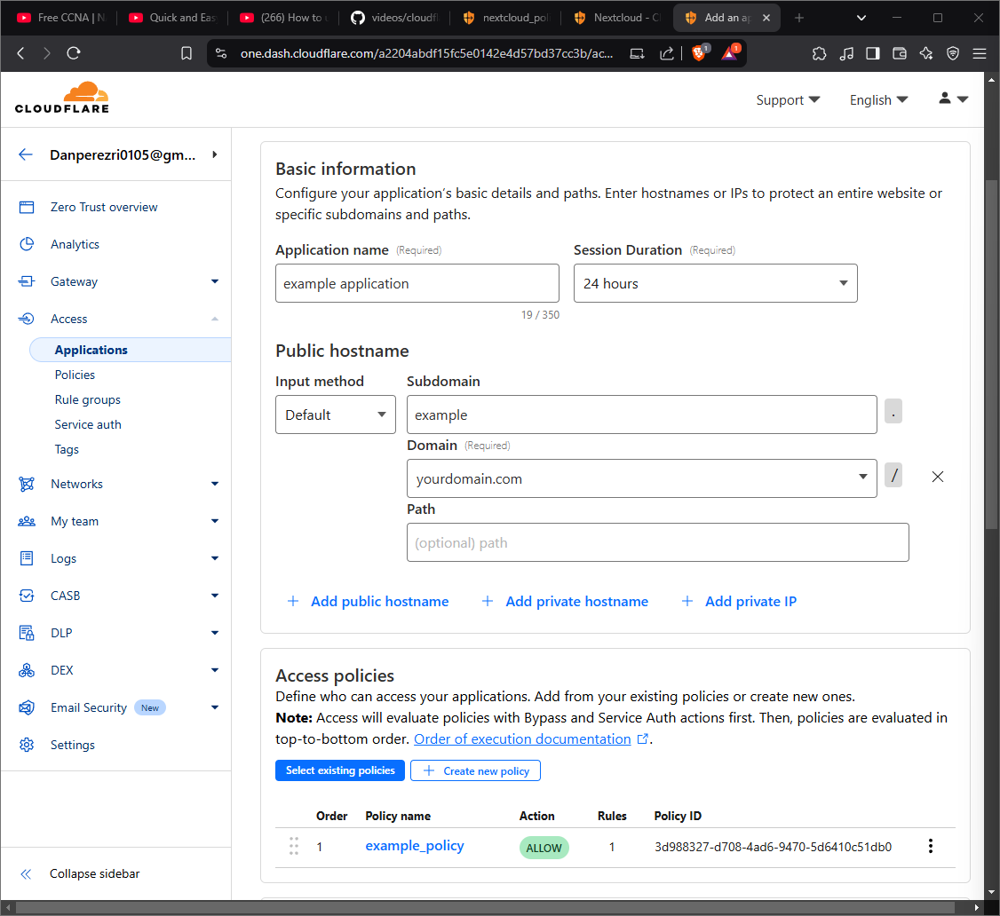 Free CCNA | N
Quick and Eas
(266) How to u
videos/cloudfl
nextcloud_poli
Nextcloud - Cl
Add an ap
one.dash.cloudflare.com/a2204abdf15fc5e0142e4d57bd37cc3b/ac...
1
1
CLOUDFLARE
Support
English
Danperezri0105@gm...
Zero Trust overview
Analytics
Gateway
Access
Applications
Policies
Rule groups
Service auth
Tags
Networks
My team
Logs
CASB
DLP
DEX
Email Security New
Settings
Collapse sidebar
Basic information
Configure your application's basic details and paths. Enter hostnames or IPs to protect an entire website or
specific subdomains and paths.
Application name (Required)
Session Duration (Required)
example application
24 hours
19 / 350
Public hostname
Input method
Subdomain
Default
example
.
Domain (Required)
yourdomain.com
/
Path
(optional) path
+ Add public hostname
+ Add private hostname
+ Add private IP
Access policies
Define who can access your applications. Add from your existing policies or create new ones.
Note: Access will evaluate policies with Bypass and Service Auth actions first. Then, policies are evaluated in
top-to-bottom order. Order of execution documentation.
Select existing policies
+ Create new policy
Order Policy name Action Rules Policy ID
1 example_policy ALLOW 1 3d988327-d708-4ad6-9470-5d6410c51db0